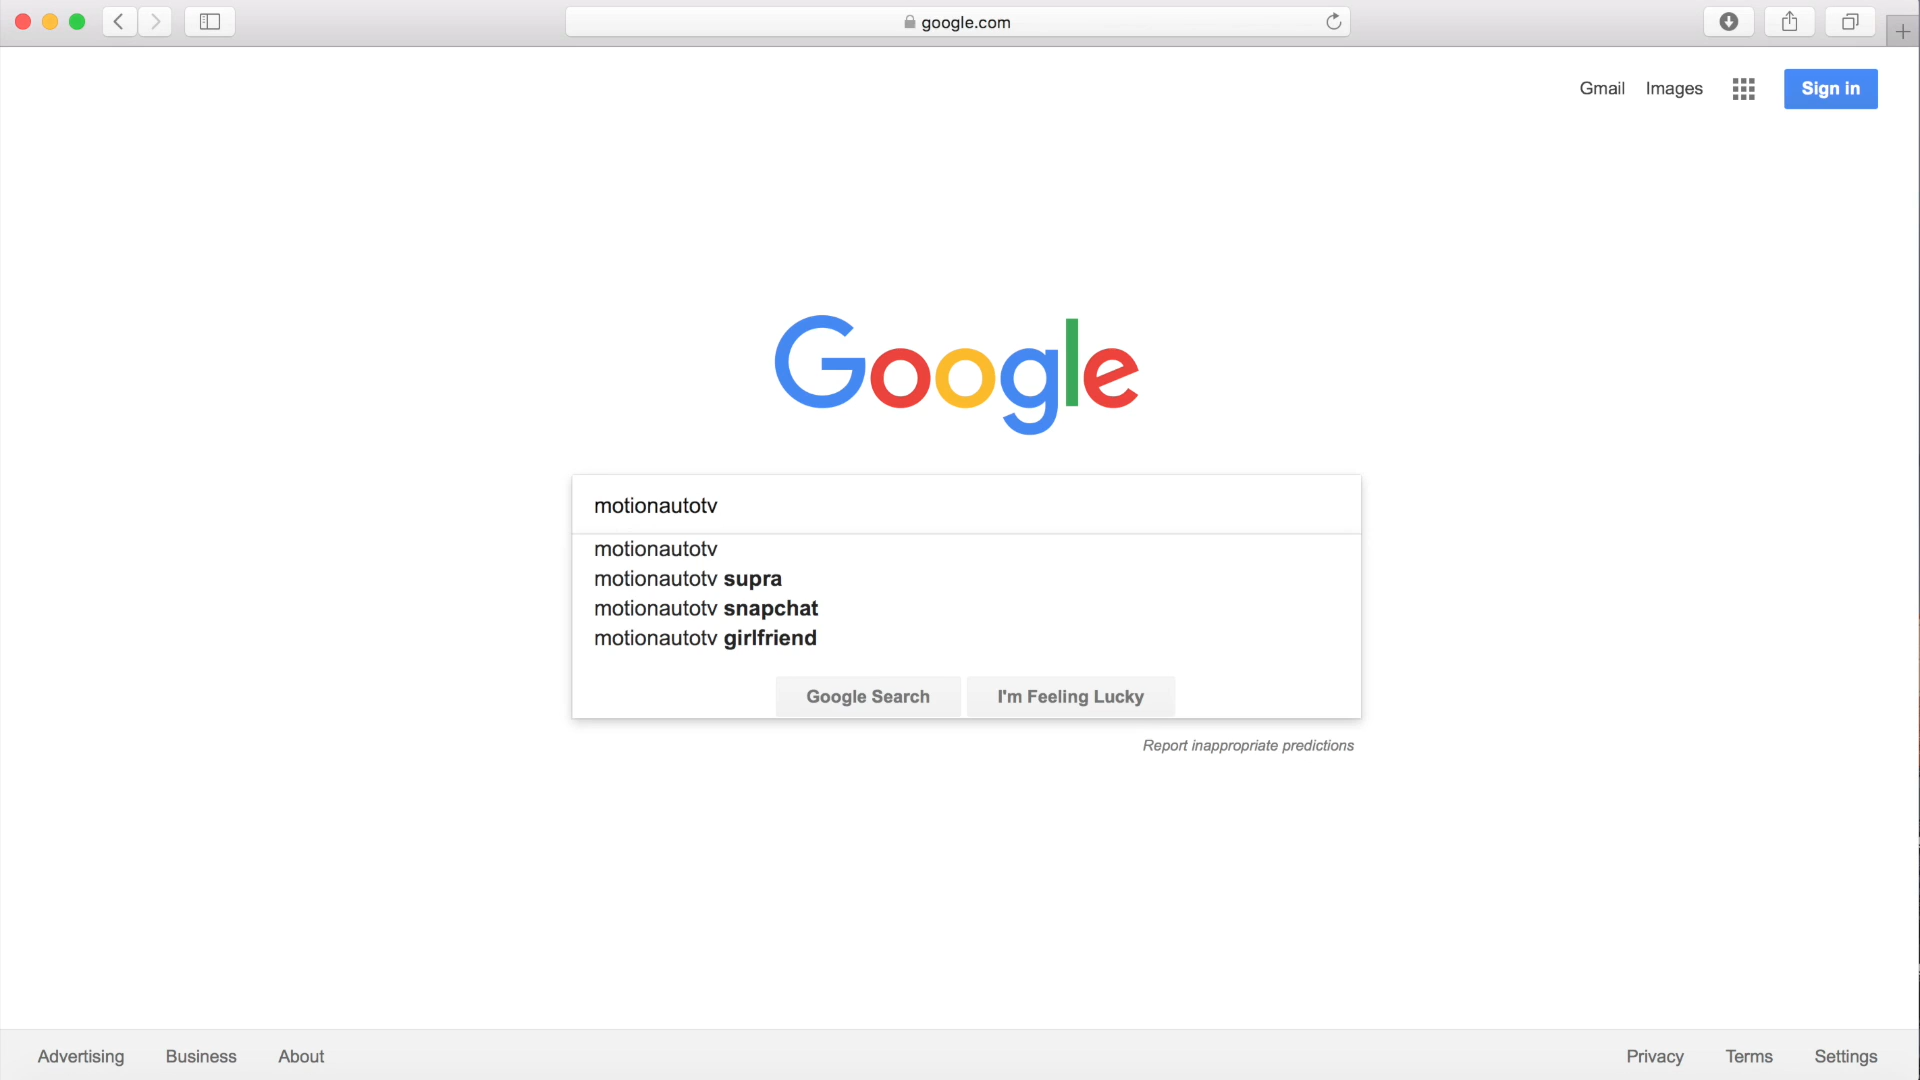 google.com
Gmail Images Sign in
Google
motionautotv
motionautotv
motionautotv supra
motionautotv snapchat
motionautotv girlfriend
Google Search I'm Feeling Lucky
Report inappropriate predictions
Advertising Business About Privacy Terms Settings